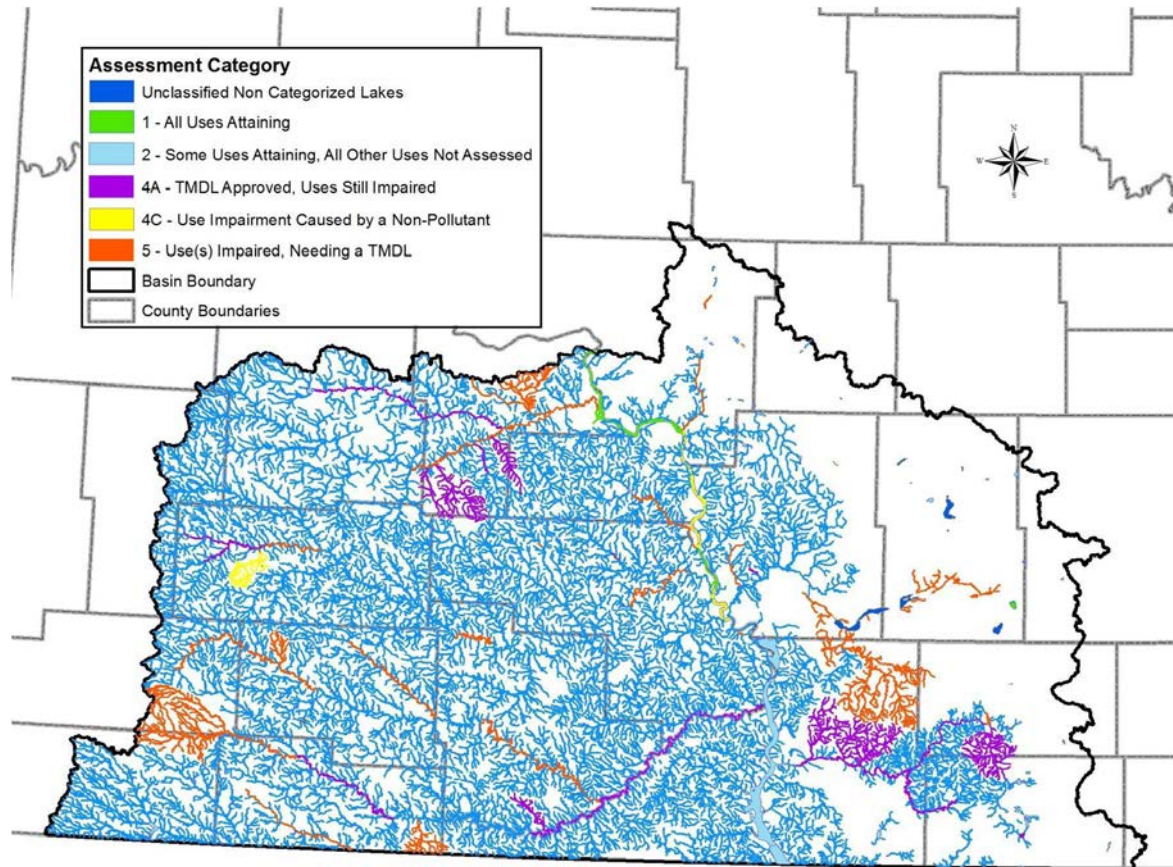 Assessment Category
Unclassified Non Categorized Lakes
1 - All Uses Attaining
2 - Some Uses Attaining, All Other Uses Not Assessed
4A - TMDL Approved, Uses Still Impaired
4C - Use Impairment Caused by a Non-Pollutant
5 - Use(s) Impaired, Needing a TMDL
Basin Boundary
County Boundaries
N
W
E
S